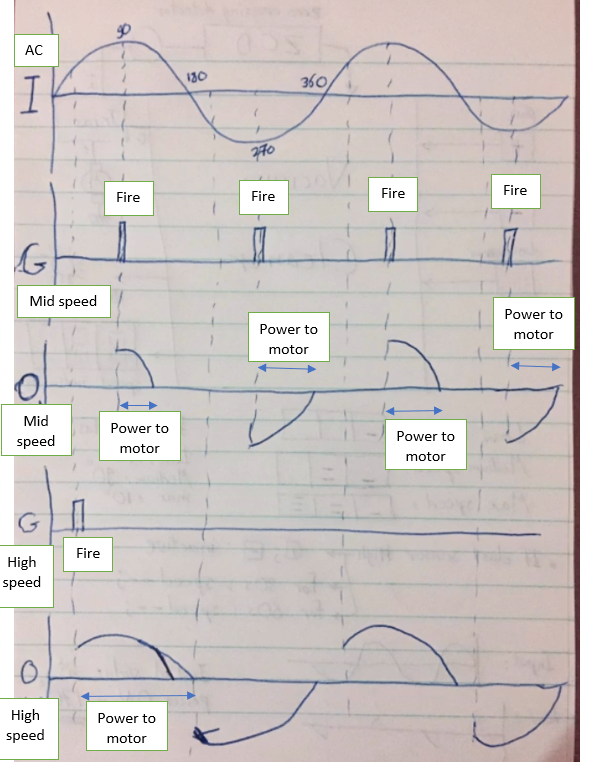 AC
90
180
360
I
270
Fire
Fire
Fire
Fire
G
Mid speed
Power to
motor
Power to
motor
O
Mid
speed
Power to
motor
Power to
motor
G
Fire
High
speed
O
High
speed
Power to
motor